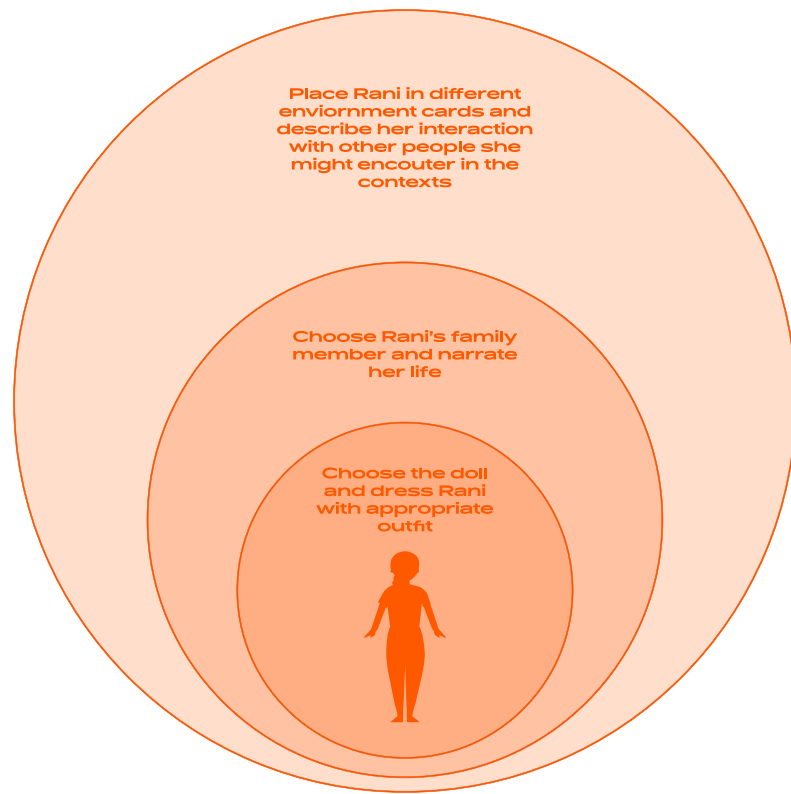 Place Rani in different
enviornment cards and
describe her interaction
with other people she
might encouter in the
contexts
Choose Rani's family
member and narrate
her life
Choose the doll
and dress Rani
with appropriate
outfit